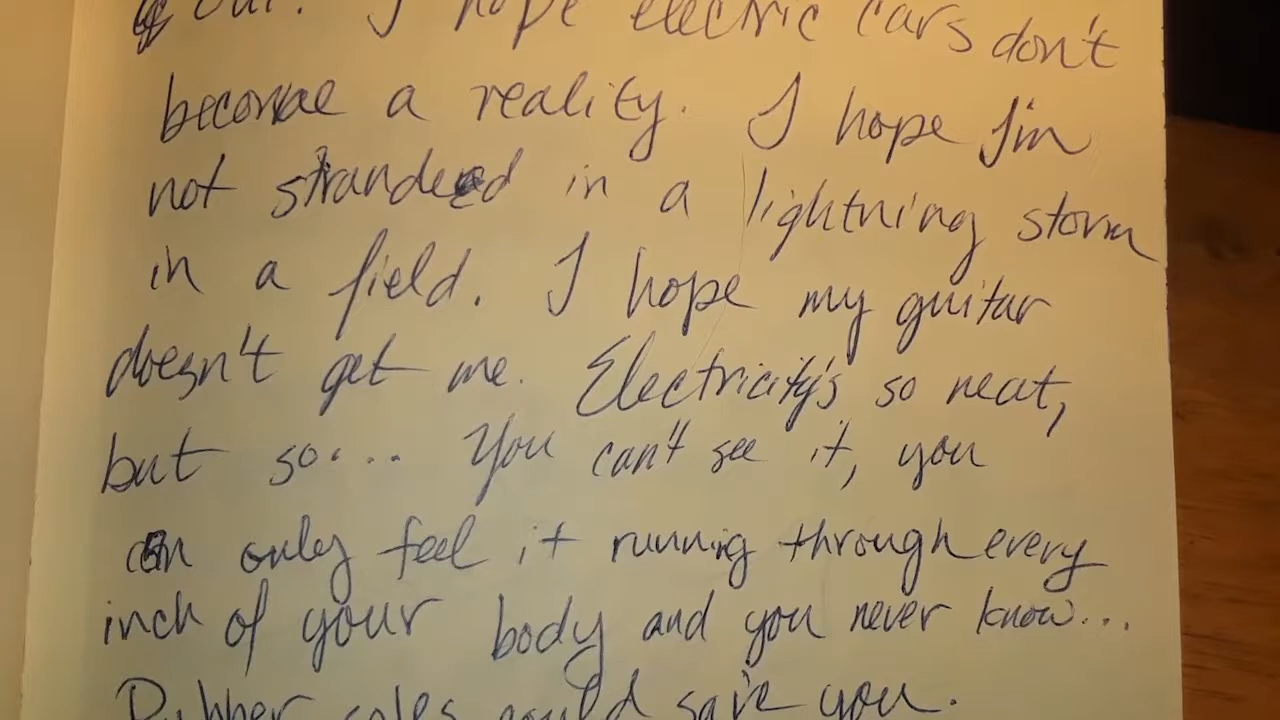 out. I hope electric cars don't
become a reality. I hope I'm
not stranded in a lightning storm
in a field. I hope my guitar
doesn't get me. Electricity's so neat,
but so... You can't see it, you
can only feel it running through every
inch of your body and you never know...
Rubber soles could save you.